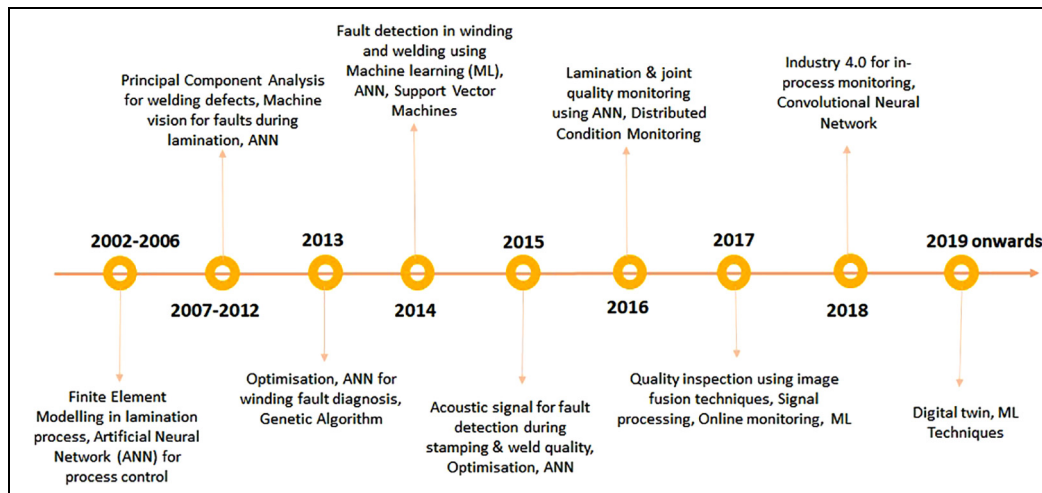 Fault detection in winding
and welding using
Machine learning (ML),
ANN, Support Vector
Machines
Principal Component Analysis
for welding defects, Machine
vision for faults during
lamination, ANN
Lamination & joint
quality monitoring
using ANN, Distributed
Condition Monitoring
Industry 4.0 for in-
process monitoring,
Convolutional Neural
Network
2002-2006
2013
2015
2017
2019 onwards
2007-2012
2014
2016
2018
Finite Element
Modelling in lamination
process, Artificial Neural
Network (ANN) for
process control
Optimisation, ANN for
winding fault diagnosis,
Genetic Algorithm
Acoustic signal for fault
detection during
stamping & weld quality,
Optimisation, ANN
Quality inspection using image
fusion techniques, Signal
processing, Online monitoring, ML
Digital twin, ML
Techniques